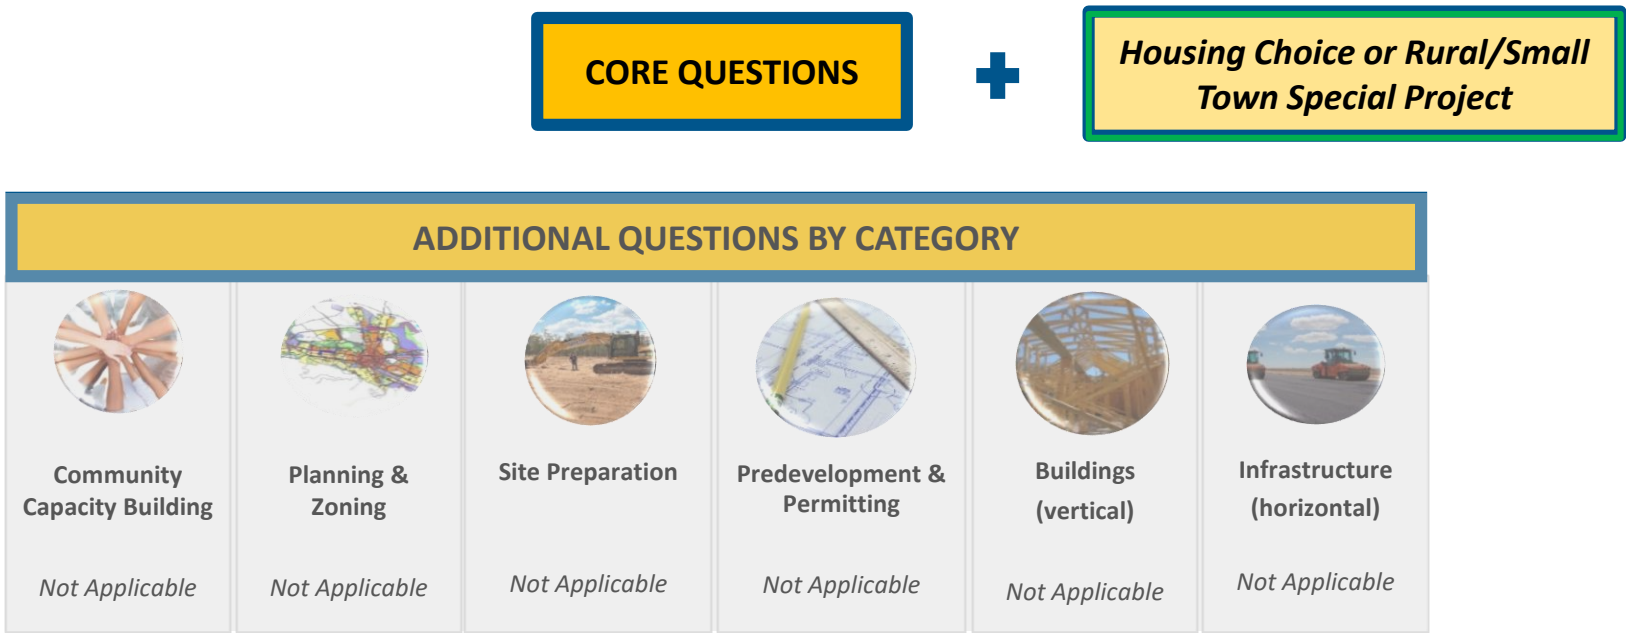 CORE QUESTIONS
Housing Choice or Rural/Small
Town Special Project
ADDITIONAL QUESTIONS BY CATEGORY
Community
Capacity Building
Not Applicable
Planning &
Zoning
Not Applicable
Site Preparation
Not Applicable
Predevelopment &
Permitting
Not Applicable
Buildings
(vertical)
Not Applicable
Infrastructure
(horizontal)
Not Applicable